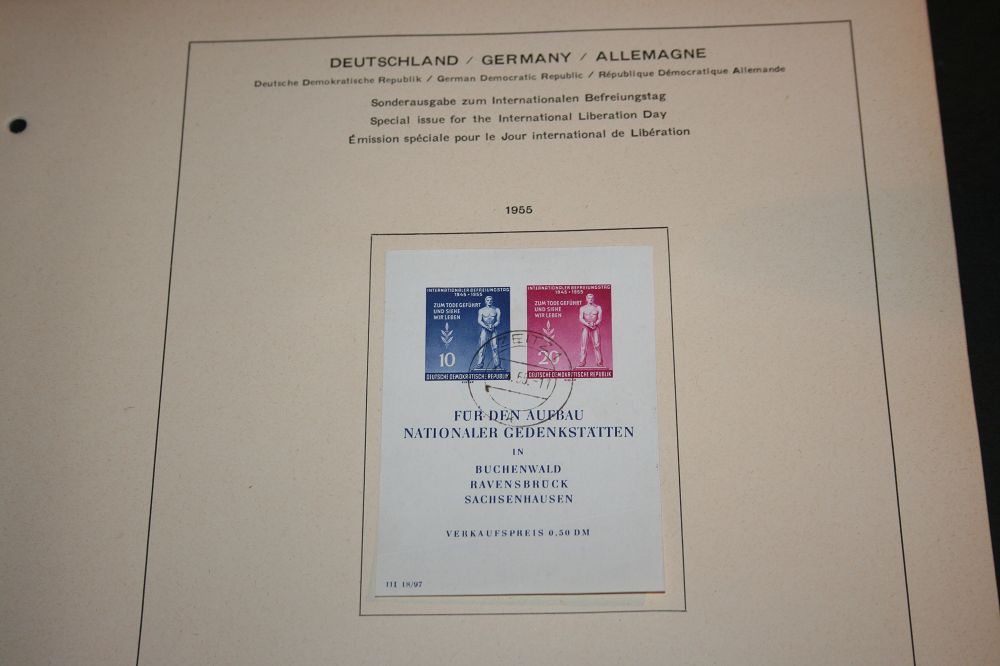 DEUTSCHLAND / GERMANY / ALLEMAGNE
Deutsche Demokratische Republik / German Democratic Republic / République Démocratique Allemande
Sonderausgabe zum Internationalen Befreiungstag
Special issue for the International Liberation Day
Émission spéciale pour le Jour international de Libération
1955
INTERNATIONALER BEFREIUNGSTAG
1945 - 1955
ZUM TODE GEFÜHRT
UND SIEHE
WIR LEBEN
10
DEUTSCHE DEMOKRATISCHE REPUBLIK
INTERNATIONALER BEFREIUNGSTAG
1945 - 1955
ZUM TODE GEFÜHRT
UND SIEHE
WIR LEBEN
20
DEUTSCHE DEMOKRATISCHE REPUBLIK
ZEITZ
FÜR DEN AUFBAU
NATIONALER GEDENKSTÄTTEN
IN
BUCHENWALD
RAVENSBRÜCK
SACHSENHAUSEN
VERKAUFSPREIS 0,50 DM
III 18/97